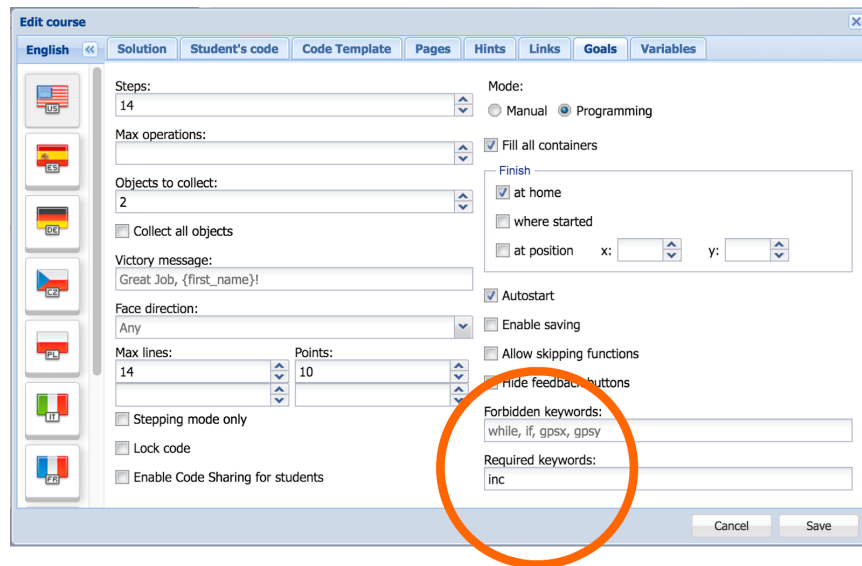 Edit course
English « Solution Student's code Code Template Pages Hints Links Goals Variables
US
ES
DE
CZ
PL
IT
FR
Steps:
14
Max operations:
Objects to collect:
2
Collect all objects
Victory message:
Great Job, {first_name}!
Face direction:
Any
Max lines: Points:
14 10
Stepping mode only
Lock code
Enable Code Sharing for students
Mode:
Manual Programming
Fill all containers
Finish
at home
where started
at position x: y:
Autostart
Enable saving
Allow skipping functions
Hide feedback buttons
Forbidden keywords:
while, if, gpsx, gpsy
Required keywords:
inc
Cancel Save